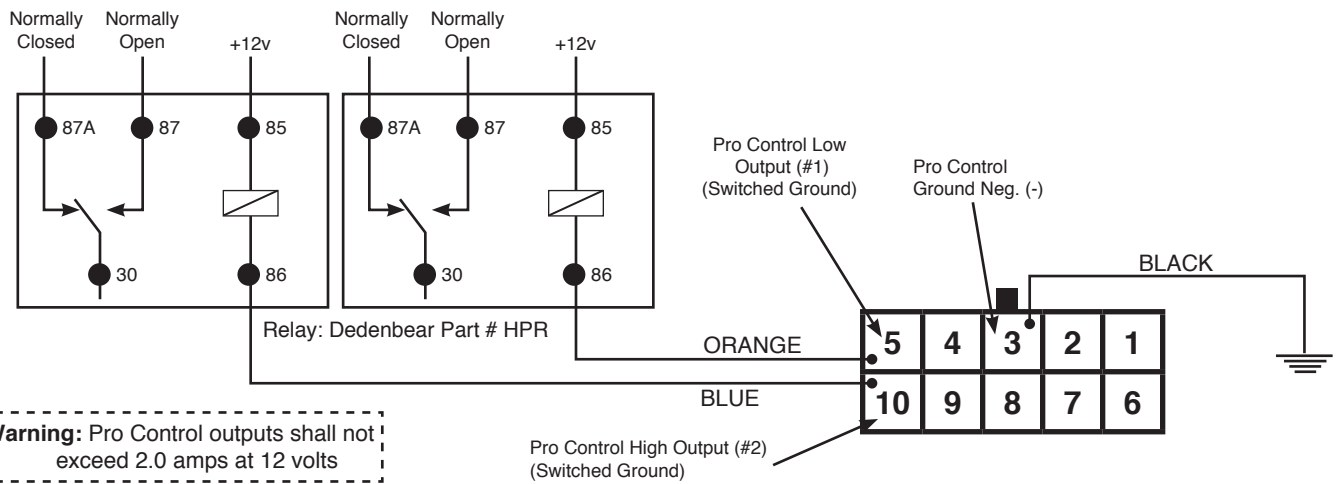 Normally Closed
Normally Open
+12v
Normally Closed
Normally Open
+12v
87A
87
85
87A
87
85
30
86
30
86
Relay: Dedenbear Part # HPR
Pro Control Low
Output (#1)
(Switched Ground)
Pro Control
Ground Neg. (-)
BLACK
ORANGE
BLUE
5 4 3 2 1
10 9 8 7 6
Pro Control High Output (#2)
(Switched Ground)
Warning: Pro Control outputs shall not
exceed 2.0 amps at 12 volts